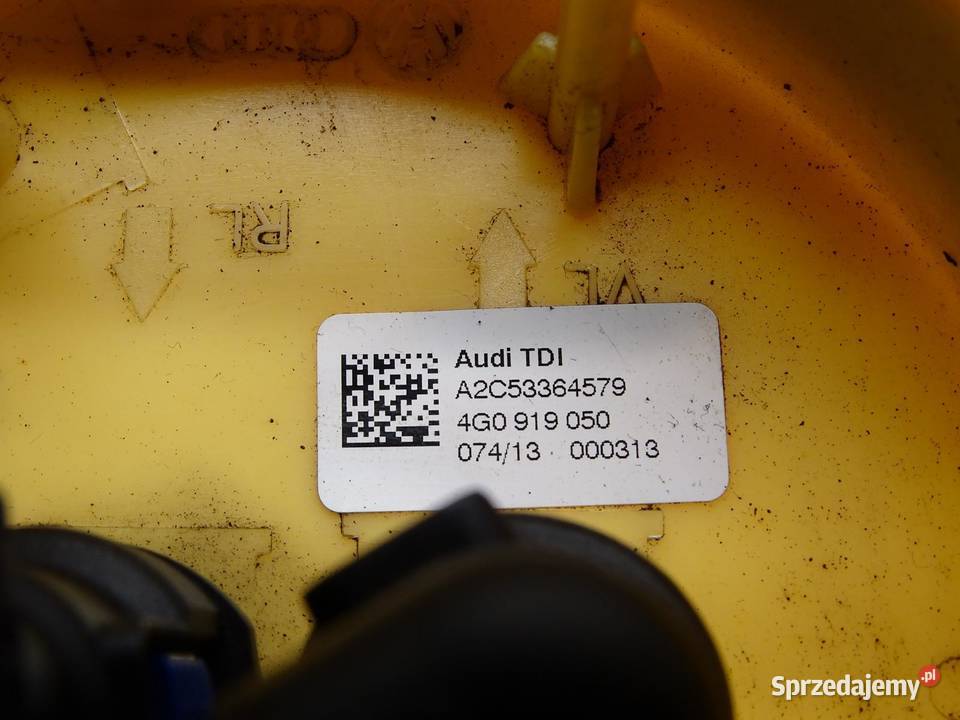 RL
VL
Audi TDI
A2C53364579
4G0 919 050
074/13 000313
Sprzedajemy.pl